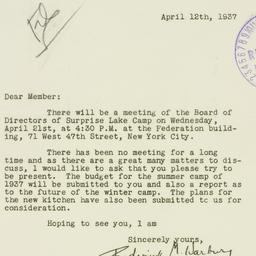 File
April 12th, 1937
Dear Member:
There will be a meeting of the Board of
Directors of Surprise Lake Camp on Wednesday,
April 21st, at 4:30 P.M. at the Federation build-
ing, 71 West 47th Street, New York City.
There has been no meeting for a long
time and as there are a great many matters to dis-
cuss, I would like to ask that you please try to
be present. The budget for the summer camp of
1937 will be submitted to you and also a report as
to the future of the winter camp. The plans for
the new kitchen have also been submitted to us for
consideration.
Hoping to see you, I am
Sincerely yours,
M. Warburg